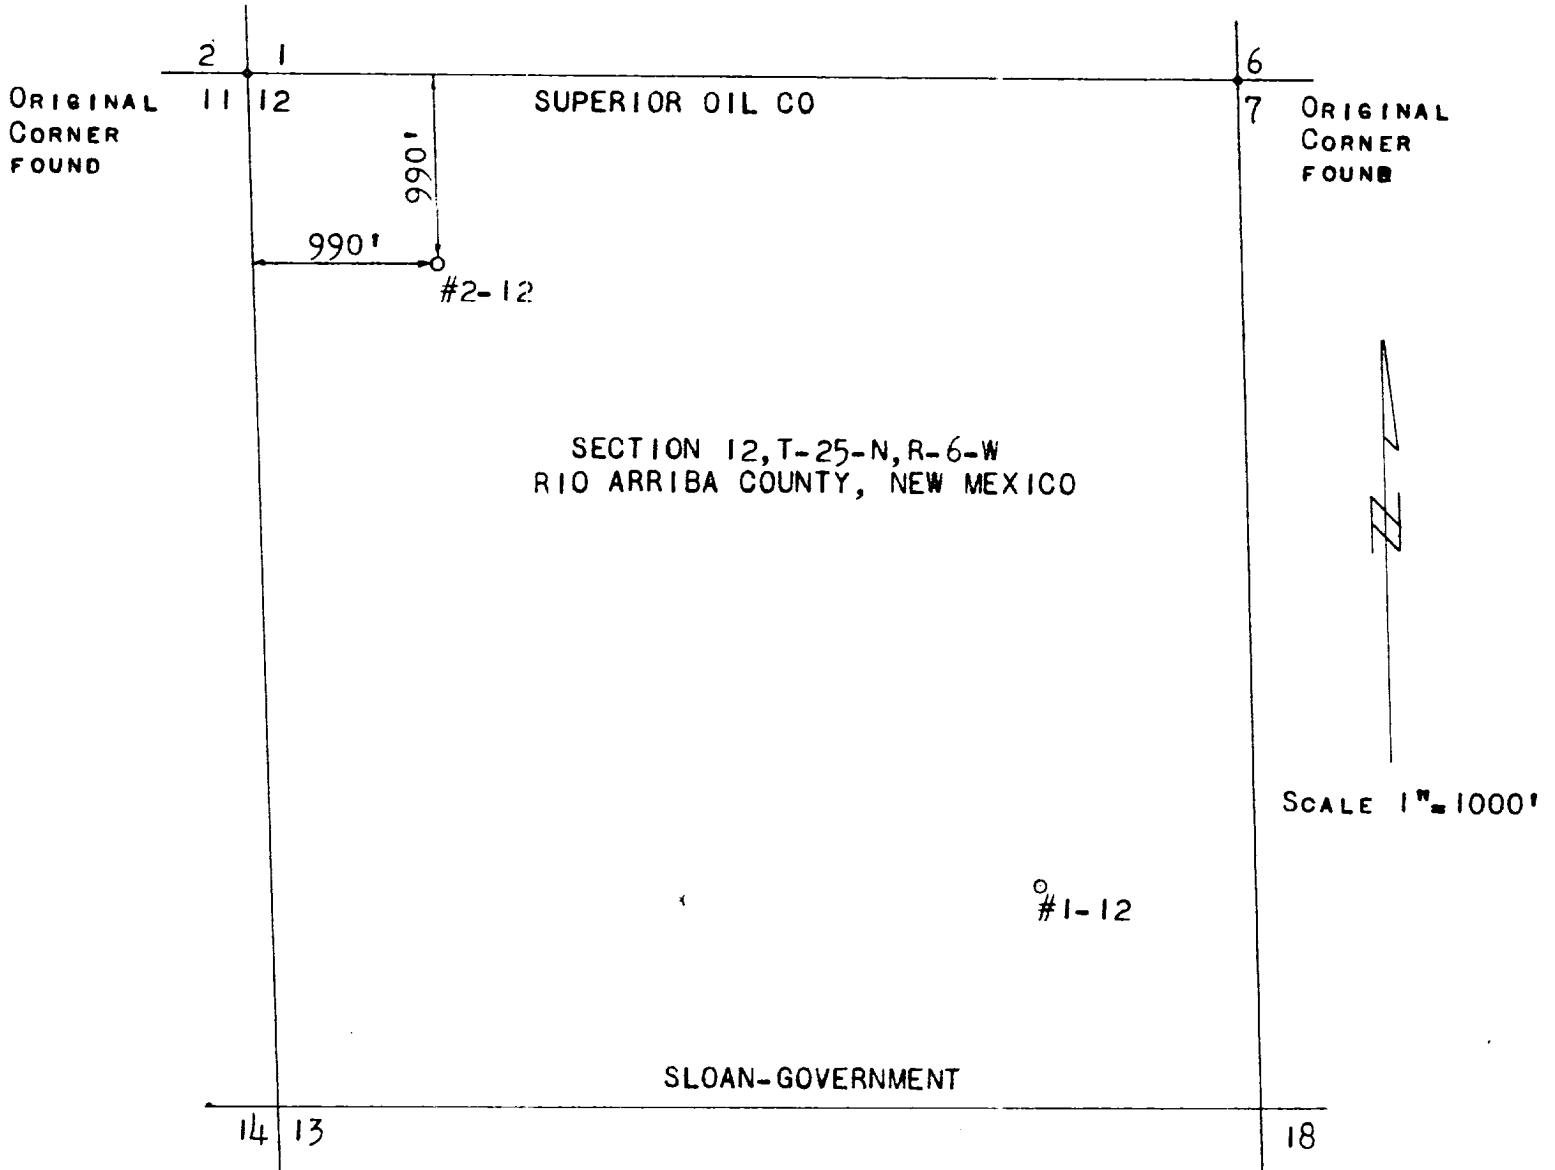 2 1
6
ORIGINAL
CORNER
FOUND
11 12
SUPERIOR OIL CO
7
ORIGINAL
CORNER
FOUND
990'
990'
#2-12
SECTION 12, T-25-N, R-6-W
RIO ARRIBA COUNTY, NEW MEXICO
N
SCALE 1"=1000'
#1-12
SLOAN-GOVERNMENT
14 13
18